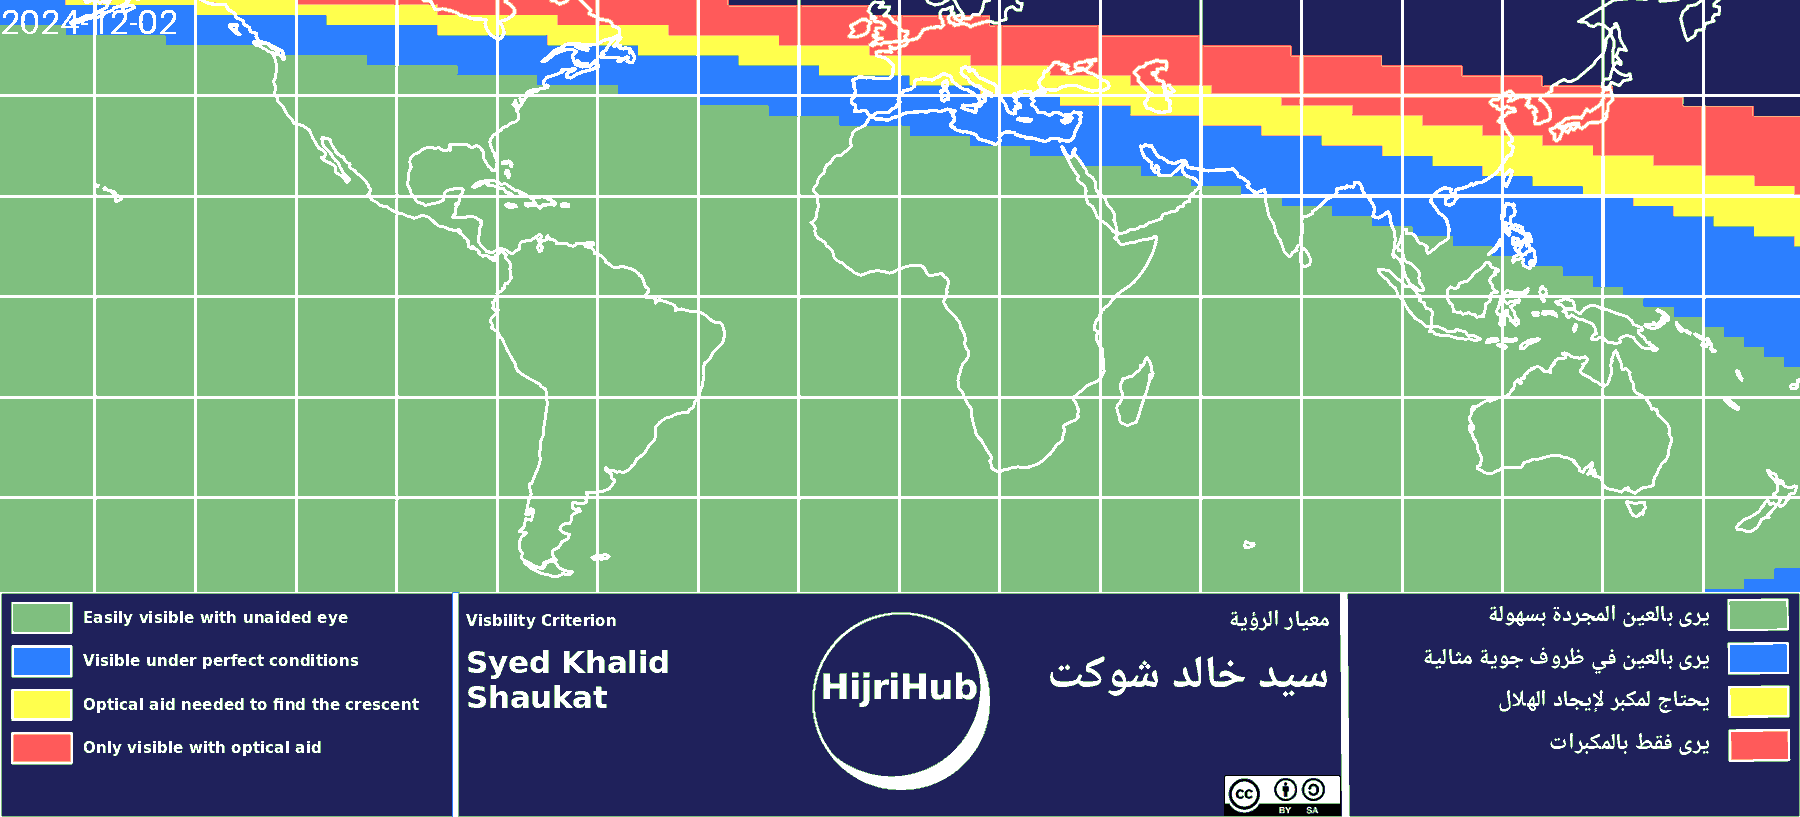 2024-12-02
Easily visible with unaided eye
Visible under perfect conditions
Optical aid needed to find the crescent
Only visible with optical aid
Visbility Criterion
Syed Khalid
Shaukat
HijriHub
معيار الرؤية
سيد خالد شوكت
cc
BY SA
يرى بالعين المجردة بسهولة
يرى بالعين في ظروف جوية مثالية
يحتاج لمكبر لإيجاد الهلال
يرى فقط بالمكبرات